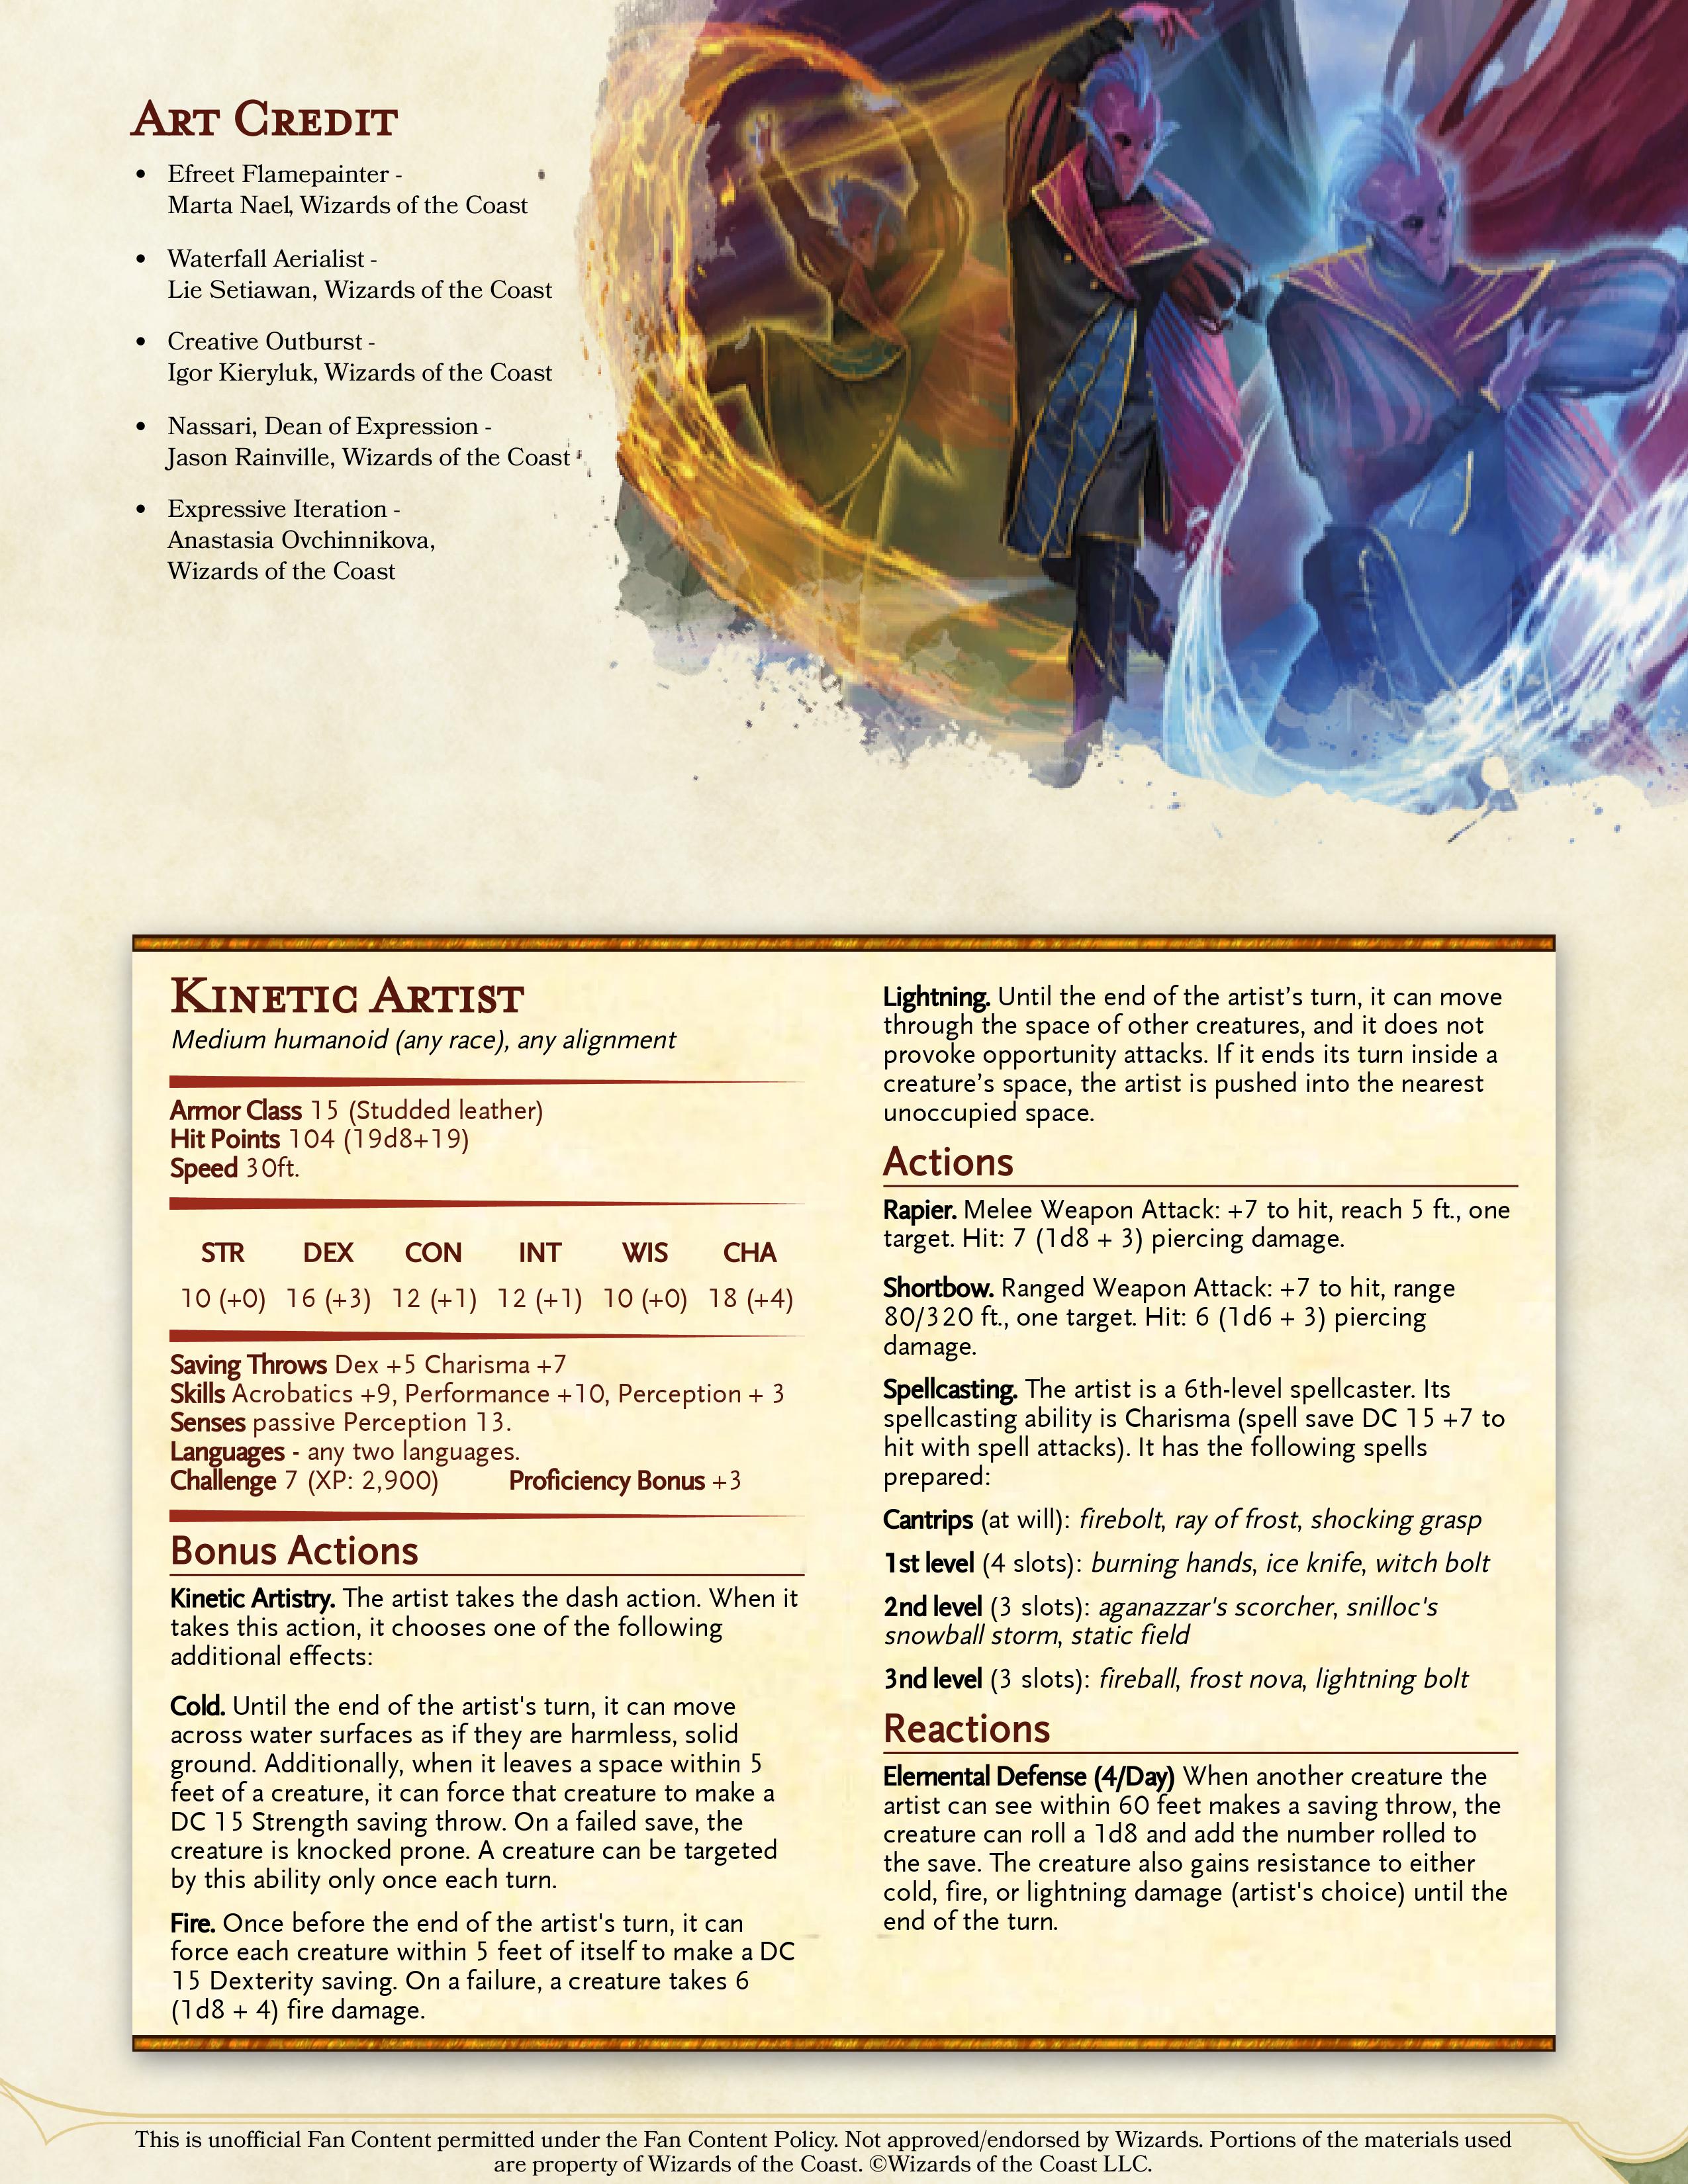 Art Credit
• Efreet Flamepainter -
Marta Nael, Wizards of the Coast
• Waterfall Aerialist -
Lie Setiawan, Wizards of the Coast
• Creative Outburst -
Igor Kieryluk, Wizards of the Coast
• Nassari, Dean of Expression -
Jason Rainville, Wizards of the Coast
• Expressive Iteration -
Anastasia Ovchinnikova,
Wizards of the Coast
Kinetic Artist
Medium humanoid (any race), any alignment
Armor Class 15 (Studded leather)
Hit Points 104 (19d8+19)
Speed 30ft.
STR DEX CON INT WIS CHA
10 (+0) 16 (+3) 12 (+1) 12 (+1) 10 (+0) 18 (+4)
Saving Throws Dex +5 Charisma +7
Skills Acrobatics +9, Performance +10, Perception + 3
Senses passive Perception 13.
Languages - any two languages.
Challenge 7 (XP: 2,900) Proficiency Bonus +3
Bonus Actions
Kinetic Artistry. The artist takes the dash action. When it
takes this action, it chooses one of the following
additional effects:
Cold. Until the end of the artist's turn, it can move
across water surfaces as if they are harmless, solid
ground. Additionally, when it leaves a space within 5
feet of a creature, it can force that creature to make a
DC 15 Strength saving throw. On a failed save, the
creature is knocked prone. A creature can be targeted
by this ability only once each turn.
Fire. Once before the end of the artist's turn, it can
force each creature within 5 feet of itself to make a DC
15 Dexterity saving. On a failure, a creature takes 6
(1d8 + 4) fire damage.
Lightning. Until the end of the artist’s turn, it can move
through the space of other creatures, and it does not
provoke opportunity attacks. If it ends its turn inside a
creature’s space, the artist is pushed into the nearest
unoccupied space.
Actions
Rapier. Melee Weapon Attack: +7 to hit, reach 5 ft., one
target. Hit: 7 (1d8 + 3) piercing damage.
Shortbow. Ranged Weapon Attack: +7 to hit, range
80/320 ft., one target. Hit: 6 (1d6 + 3) piercing
damage.
Spellcasting. The artist is a 6th-level spellcaster. Its
spellcasting ability is Charisma (spell save DC 15 +7 to
hit with spell attacks). It has the following spells
prepared:
Cantrips (at will): firebolt, ray of frost, shocking grasp
1st level (4 slots): burning hands, ice knife, witch bolt
2nd level (3 slots): aganazzar's scorcher, snilloc's
snowball storm, static field
3nd level (3 slots): fireball, frost nova, lightning bolt
Reactions
Elemental Defense (4/Day) When another creature the
artist can see within 60 feet makes a saving throw, the
creature can roll a 1d8 and add the number rolled to
the save. The creature also gains resistance to either
cold, fire, or lightning damage (artist's choice) until the
end of the turn.
This is unofficial Fan Content permitted under the Fan Content Policy. Not approved/endorsed by Wizards. Portions of the materials used
are property of Wizards of the Coast. ©Wizards of the Coast LLC.